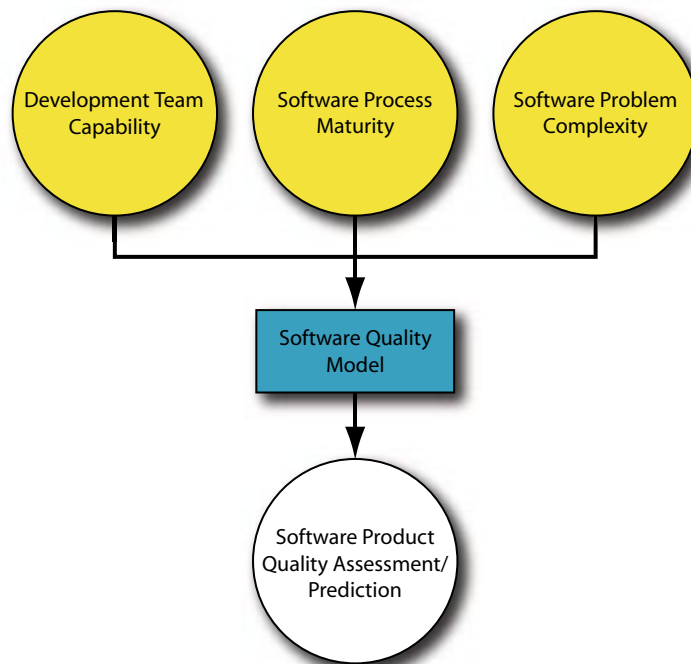 Development Team
Capability
Software Process
Maturity
Software Problem
Complexity
Software Quality
Model
Software Product
Quality Assessment/
Prediction